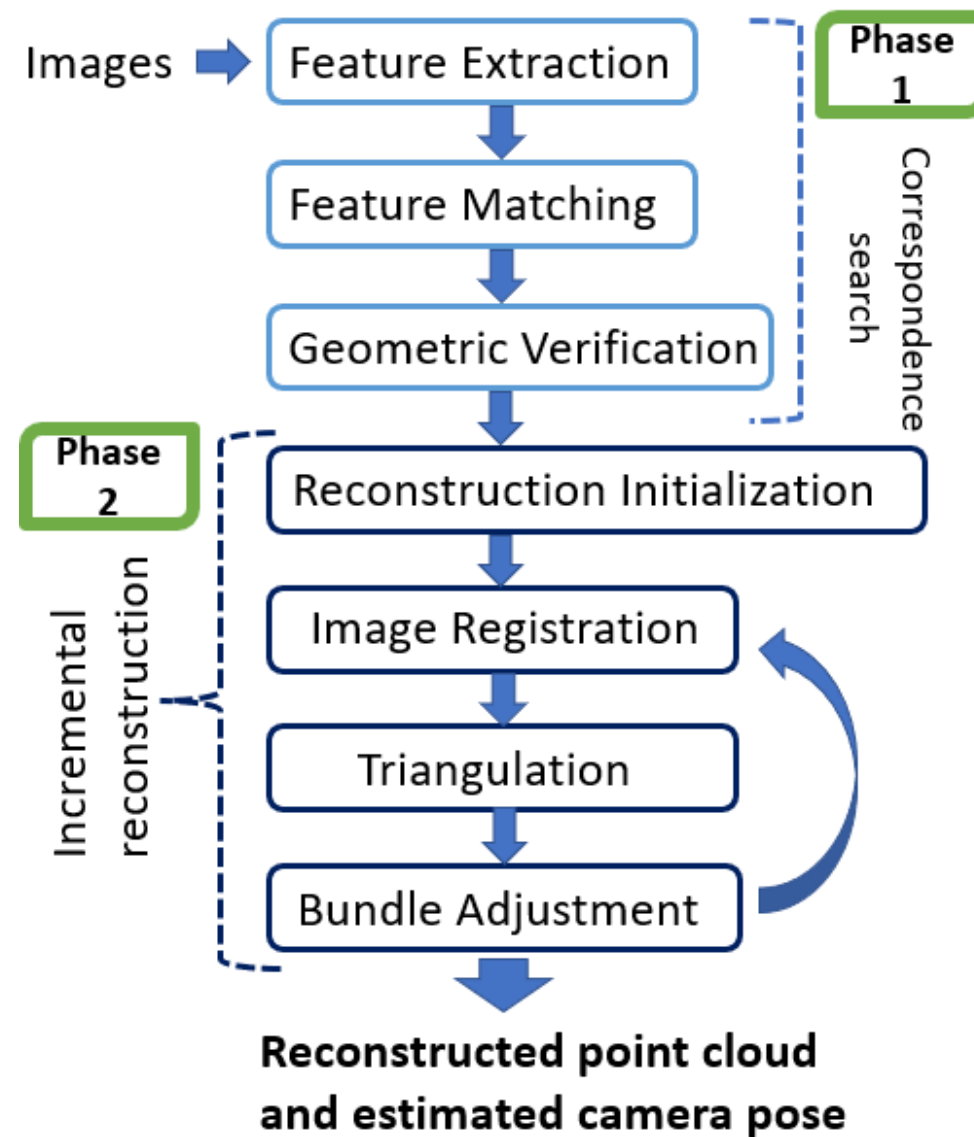 Images
Feature Extraction
Phase
1
Feature Matching
Correspondence
search
Geometric Verification
Phase
2
Reconstruction Initialization
Incremental
reconstruction
Image Registration
Triangulation
Bundle Adjustment
Reconstructed point cloud
and estimated camera pose